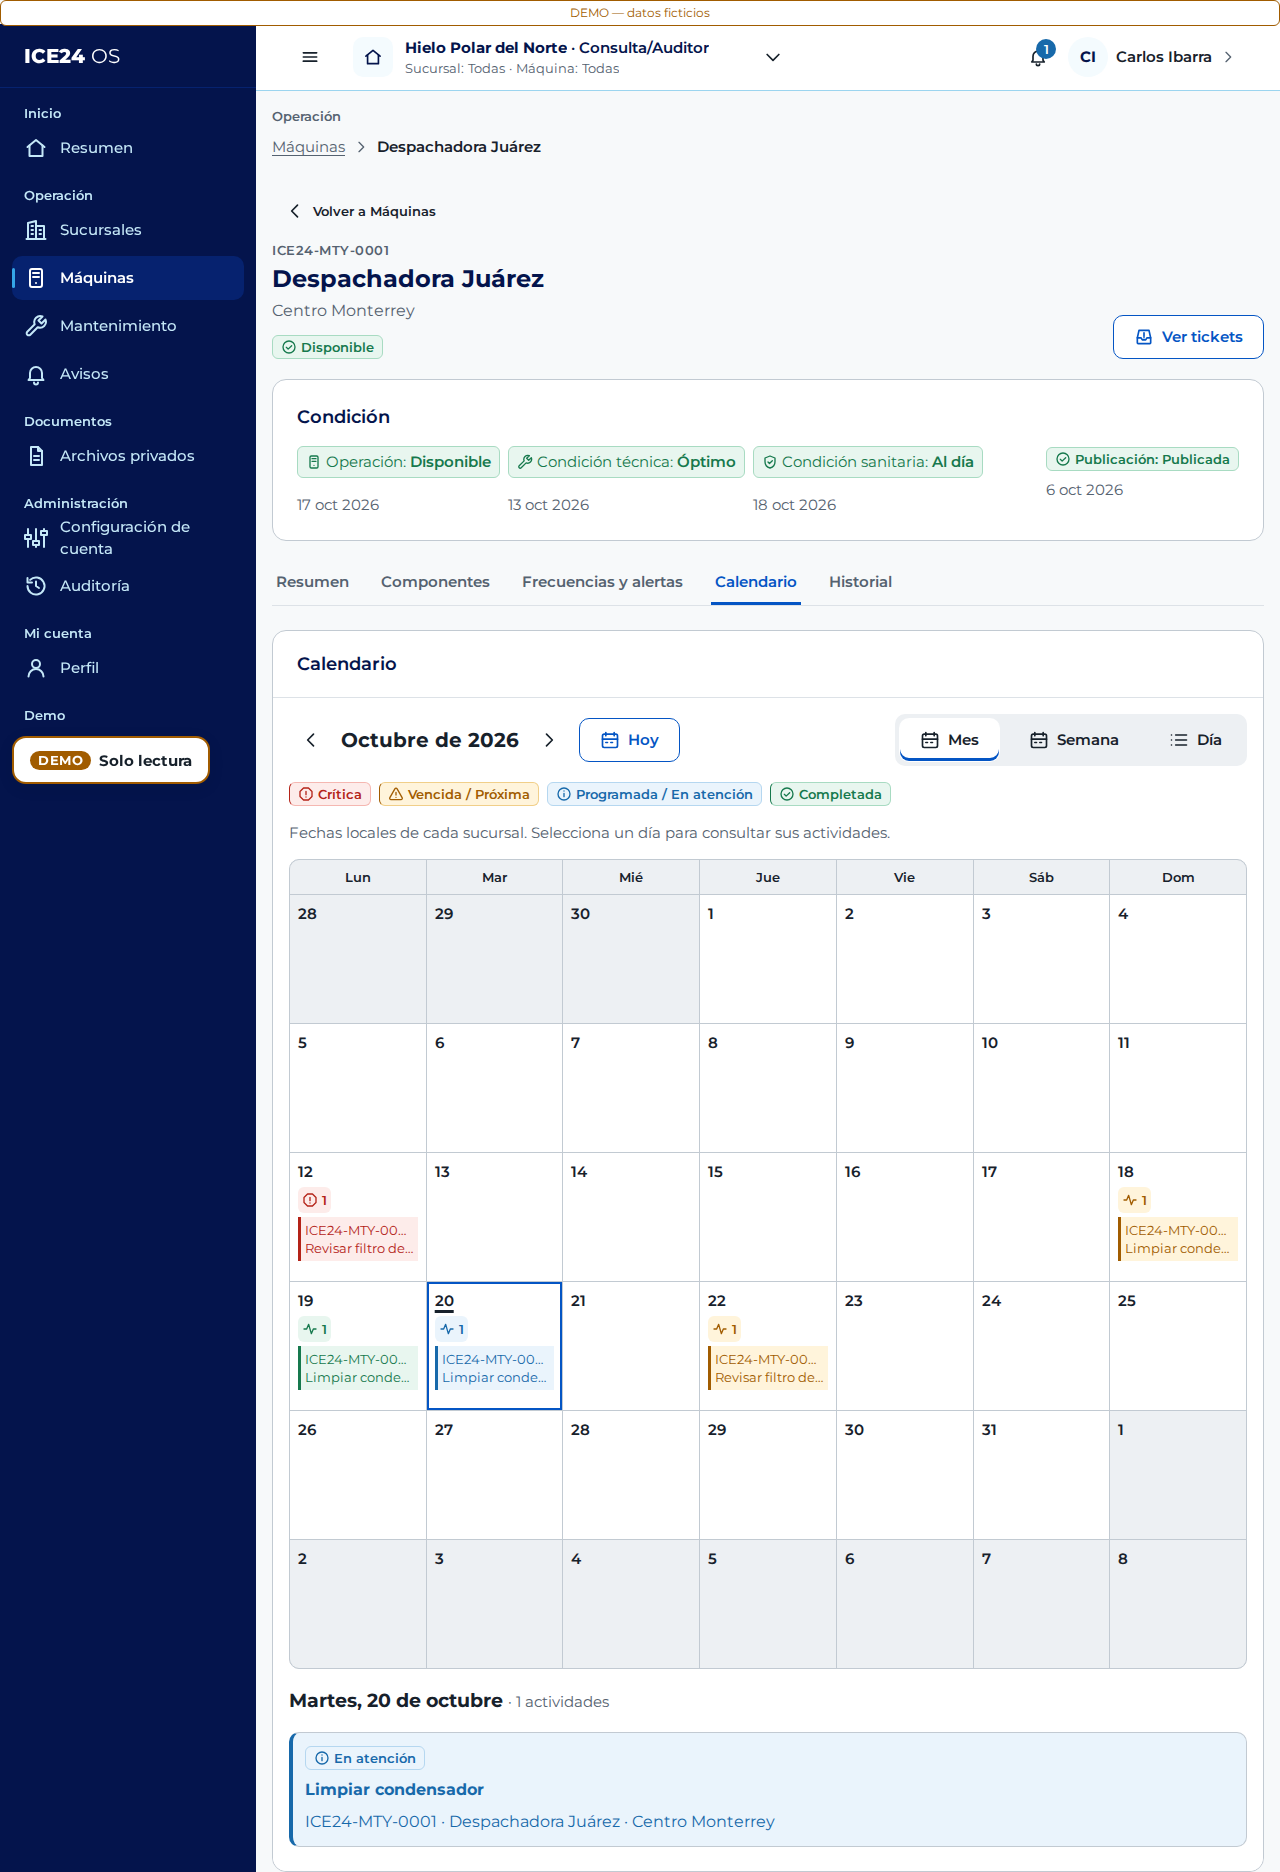 DEMO — datos ficticios
ICE24 OS
Inicio
Resumen
Operación
Sucursales
Máquinas
Mantenimiento
Avisos
Documentos
Archivos privados
Administración
Configuración de
cuenta
Auditoría
Mi cuenta
Perfil
Demo
DEMO Solo lectura
Hielo Polar del Norte · Consulta/Auditor
Sucursal: Todas · Máquina: Todas
1
CI
Carlos Ibarra
Operación
Máquinas
Despachadora Juárez
Volver a Máquinas
ICE24-MTY-0001
Despachadora Juárez
Centro Monterrey
Disponible
Ver tickets
Condición
Operación: Disponible
17 oct 2026
Condición técnica: Óptimo
13 oct 2026
Condición sanitaria: Al día
18 oct 2026
Publicación: Publicada
6 oct 2026
Resumen
Componentes
Frecuencias y alertas
Calendario
Historial
Calendario
Octubre de 2026
Hoy
Mes
Semana
Día
Crítica
Vencida / Próxima
Programada / En atención
Completada
Fechas locales de cada sucursal. Selecciona un día para consultar sus actividades.
Lun Mar Mié Jue Vie Sáb Dom
28 29 30 1 2 3 4
5 6 7 8 9 10 11
12 13 14 15 16 17 18
1
ICE24-MTY-00...
Revisar filtro de...
1
ICE24-MTY-00...
Limpiar conde...
19 20 21 22 23 24 25
1
ICE24-MTY-00...
Limpiar conde...
1
ICE24-MTY-00...
Limpiar conde...
1
ICE24-MTY-00...
Revisar filtro de...
26 27 28 29 30 31 1
2 3 4 5 6 7 8
Martes, 20 de octubre · 1 actividades
En atención
Limpiar condensador
ICE24-MTY-0001 · Despachadora Juárez · Centro Monterrey